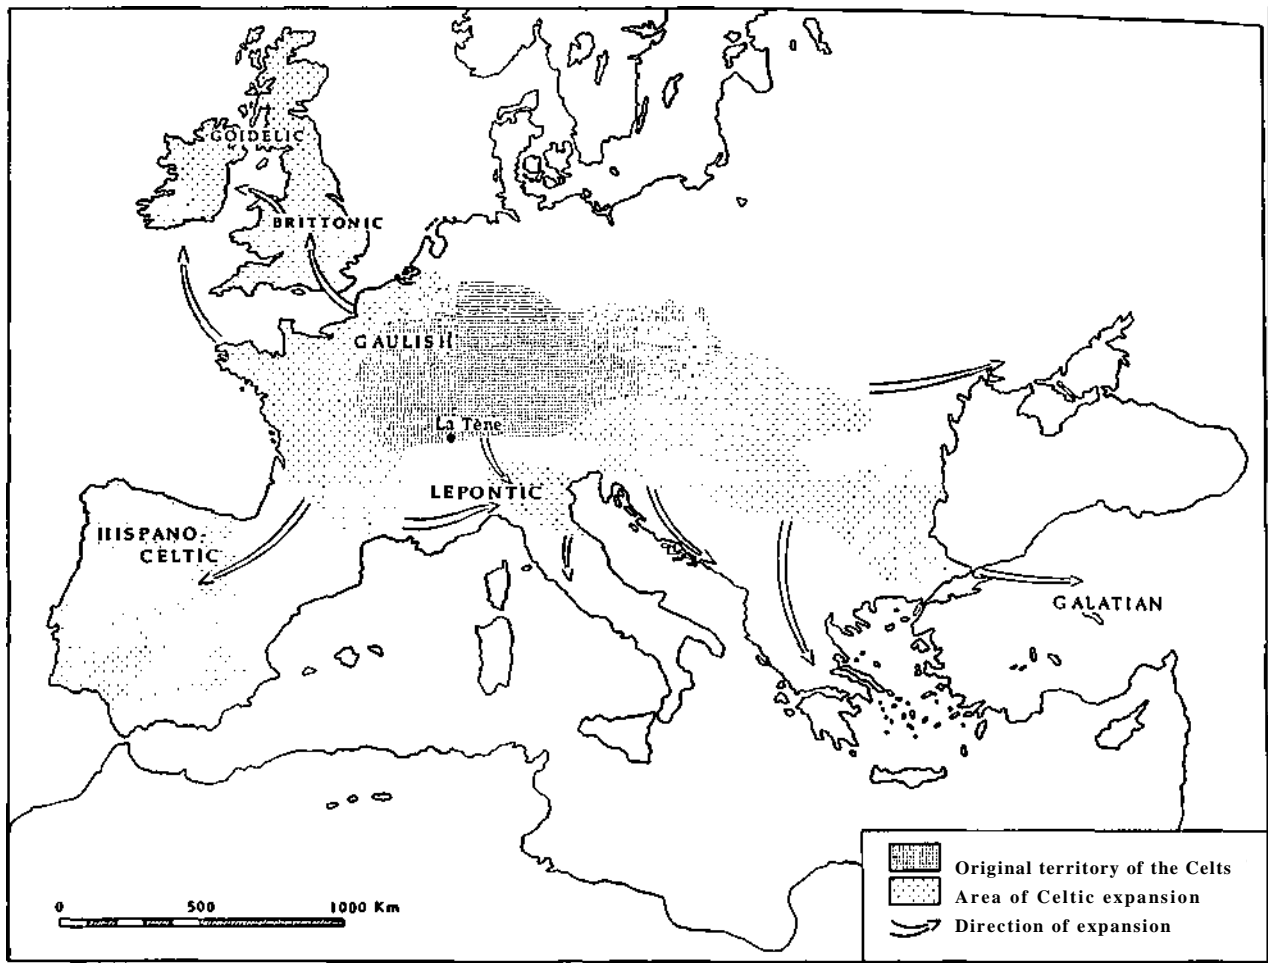 GOIDELIC
BRITTONIC
GAULISH
La Tène
LEPONTIC
HISPANO-
CELTIC
GALATIAN
0 500 1000 Km
Original territory of the Celts
Area of Celtic expansion
Direction of expansion